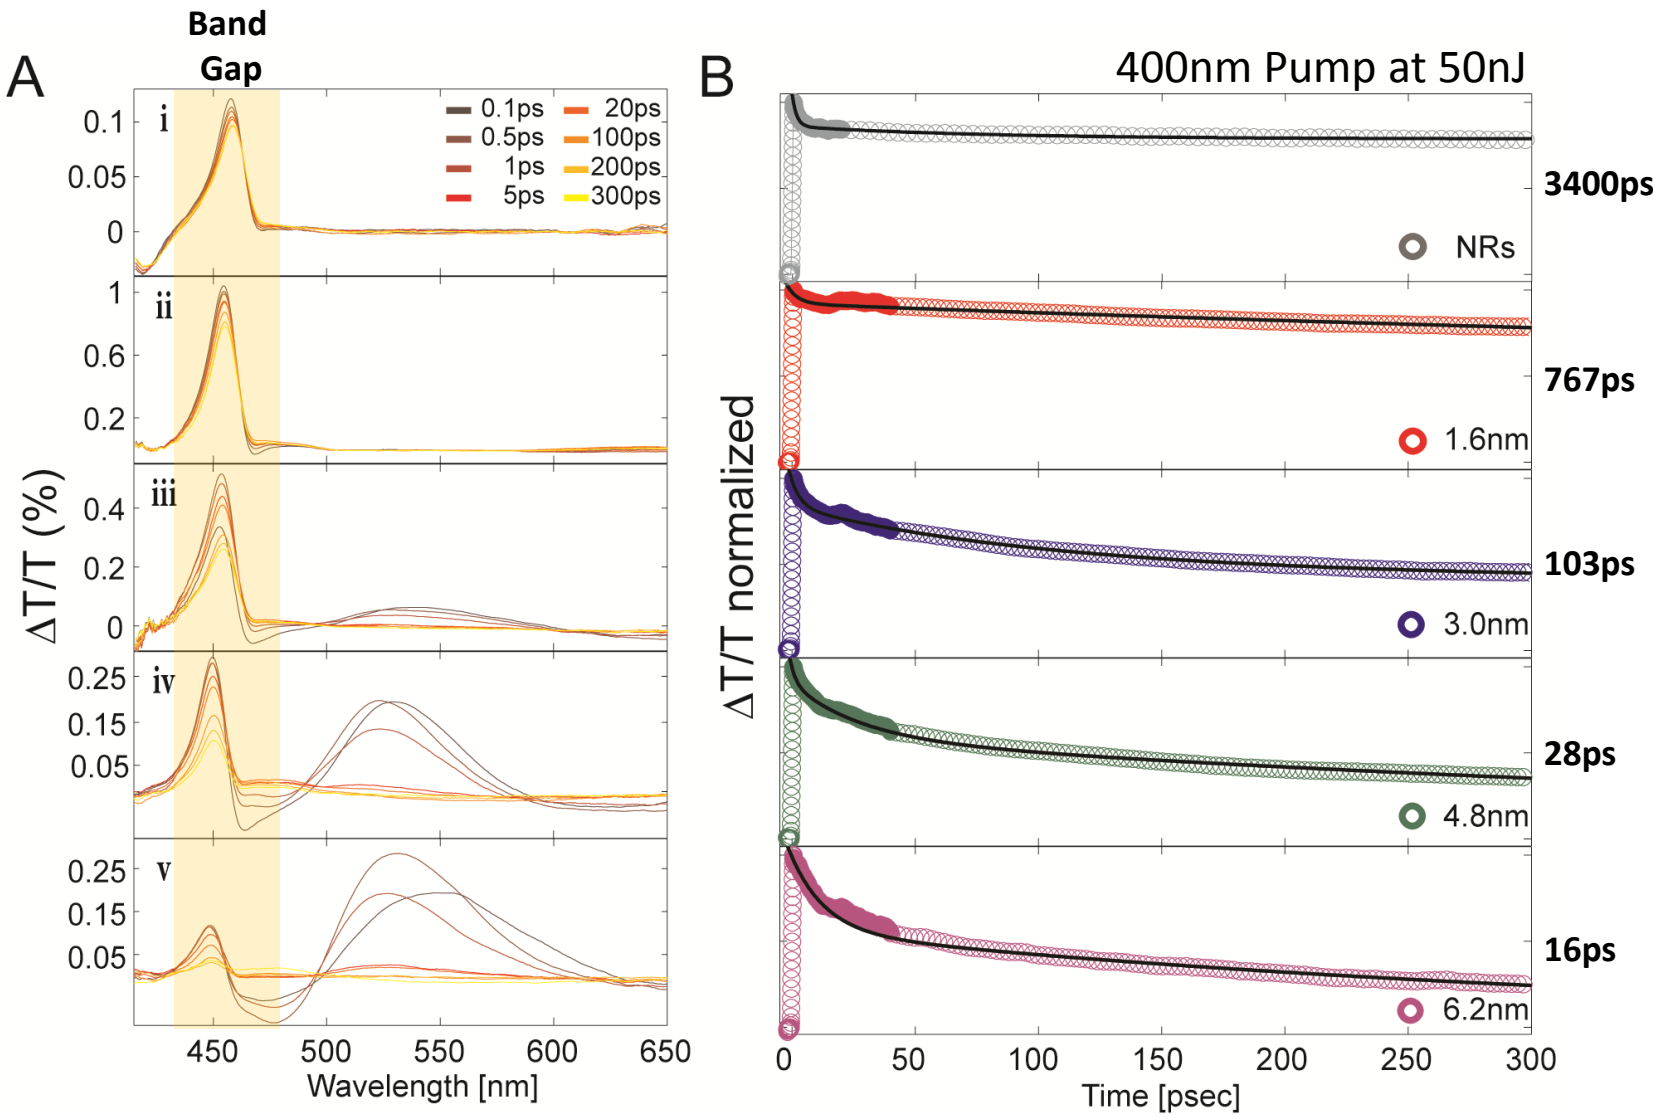 Band
Gap
A
i
0.1ps
20ps
0.5ps
100ps
1ps
200ps
5ps
300ps
0.1
0.05
0
ii
1
0.6
0.2
iii
0.4
0.2
0
iv
0.25
0.15
0.05
v
0.25
0.15
0.05
ΔT/T (%)
450
500
550
600
650
Wavelength [nm]
B
400nm Pump at 50nJ
NRs
3400ps
1.6nm
767ps
3.0nm
103ps
4.8nm
28ps
6.2nm
16ps
ΔT/T normalized
0
50
100
150
200
250
300
Time [psec]